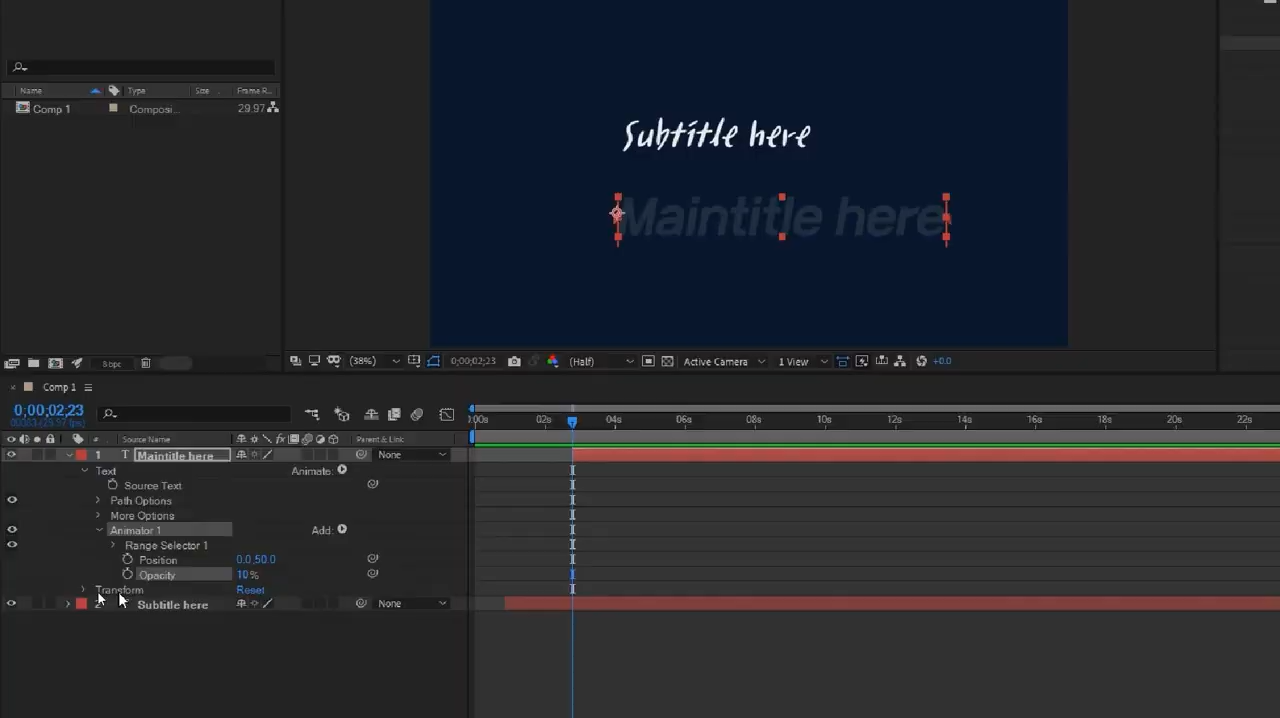 Name Type Size Frame R...
Comp 1 Composi... 29.97
Subtitle here
Maintitle here
8 bpc
(38%) 0;00;02;23 (Half) Active Camera 1 View +0.0
Comp 1
0;00;02;23
:00s 02s 04s 06s 08s 10s 12s 14s 16s 18s 20s 22s
# Source Name Parent & Link
1 T Maintitle here None
Text Animate:
Source Text
Path Options
More Options
Animator 1 Add:
Range Selector 1
Position 0.0,50.0
Opacity 10%
Transform Reset
2 Subtitle here None